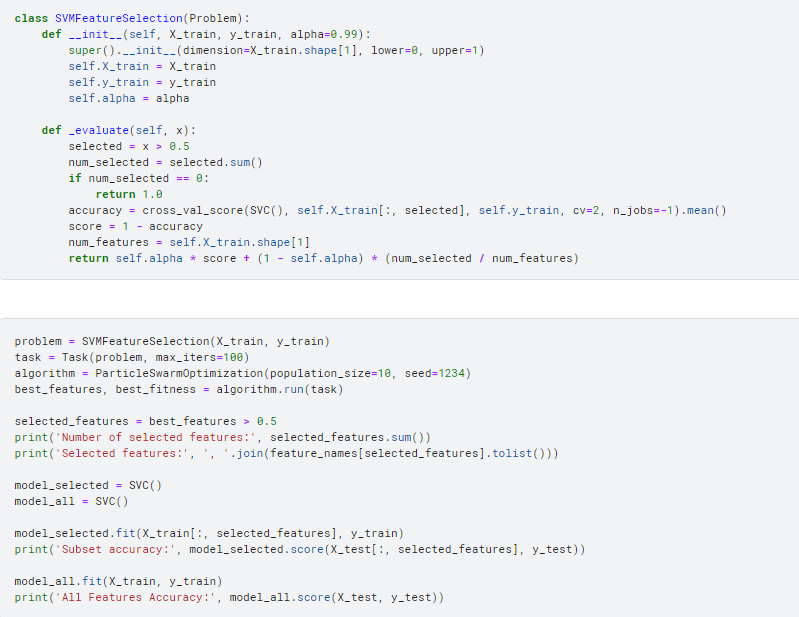 class SVMFeatureSelection(Problem):
    def __init__(self, X_train, y_train, alpha=0.99):
        super().__init__(dimension=X_train.shape[1], lower=0, upper=1)
        self.X_train = X_train
        self.y_train = y_train
        self.alpha = alpha
    def _evaluate(self, x):
        selected = x > 0.5
        num_selected = selected.sum()
        if num_selected == 0:
            return 1.0
        accuracy = cross_val_score(SVC(), self.X_train[:, selected], self.y_train, cv=2, n_jobs=-1).mean()
        score = 1 - accuracy
        num_features = self.X_train.shape[1]
        return self.alpha * score + (1 - self.alpha) * (num_selected / num_features)
problem = SVMFeatureSelection(X_train, y_train)
task = Task(problem, max_iters=100)
algorithm = ParticleSwarmOptimization(population_size=10, seed=1234)
best_features, best_fitness = algorithm.run(task)
selected_features = best_features > 0.5
print('Number of selected features:', selected_features.sum())
print('Selected features:', ', '.join(feature_names[selected_features].tolist()))
model_selected = SVC()
model_all = SVC()
model_selected.fit(X_train[:, selected_features], y_train)
print('Subset accuracy:', model_selected.score(X_test[:, selected_features], y_test))
model_all.fit(X_train, y_train)
print('All Features Accuracy:', model_all.score(X_test, y_test))